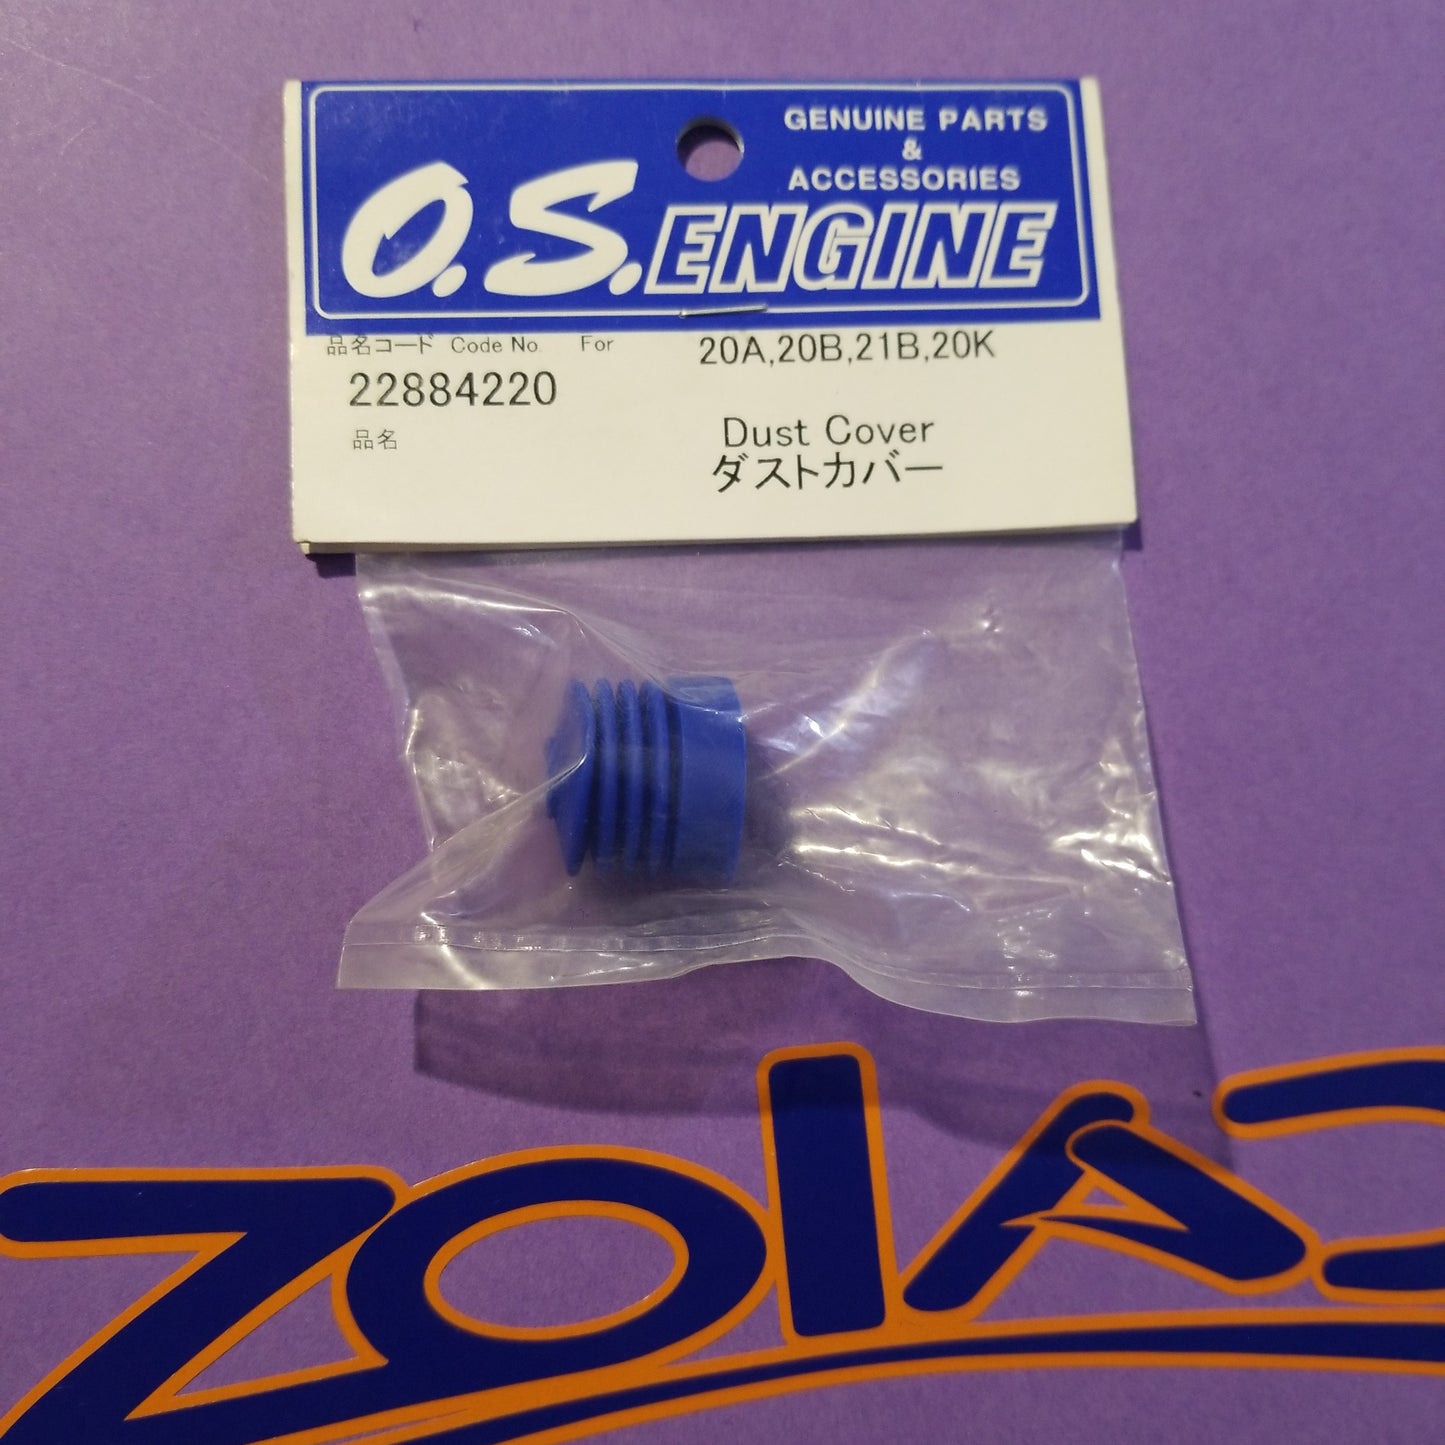 GENUINE PARTS
&
ACCESSORIES
O.S.ENGINE
品名コード Code No. For 20A,20B,21B,20K
22884220
品名 Dust Cover
ダストカバー
ZOIAC